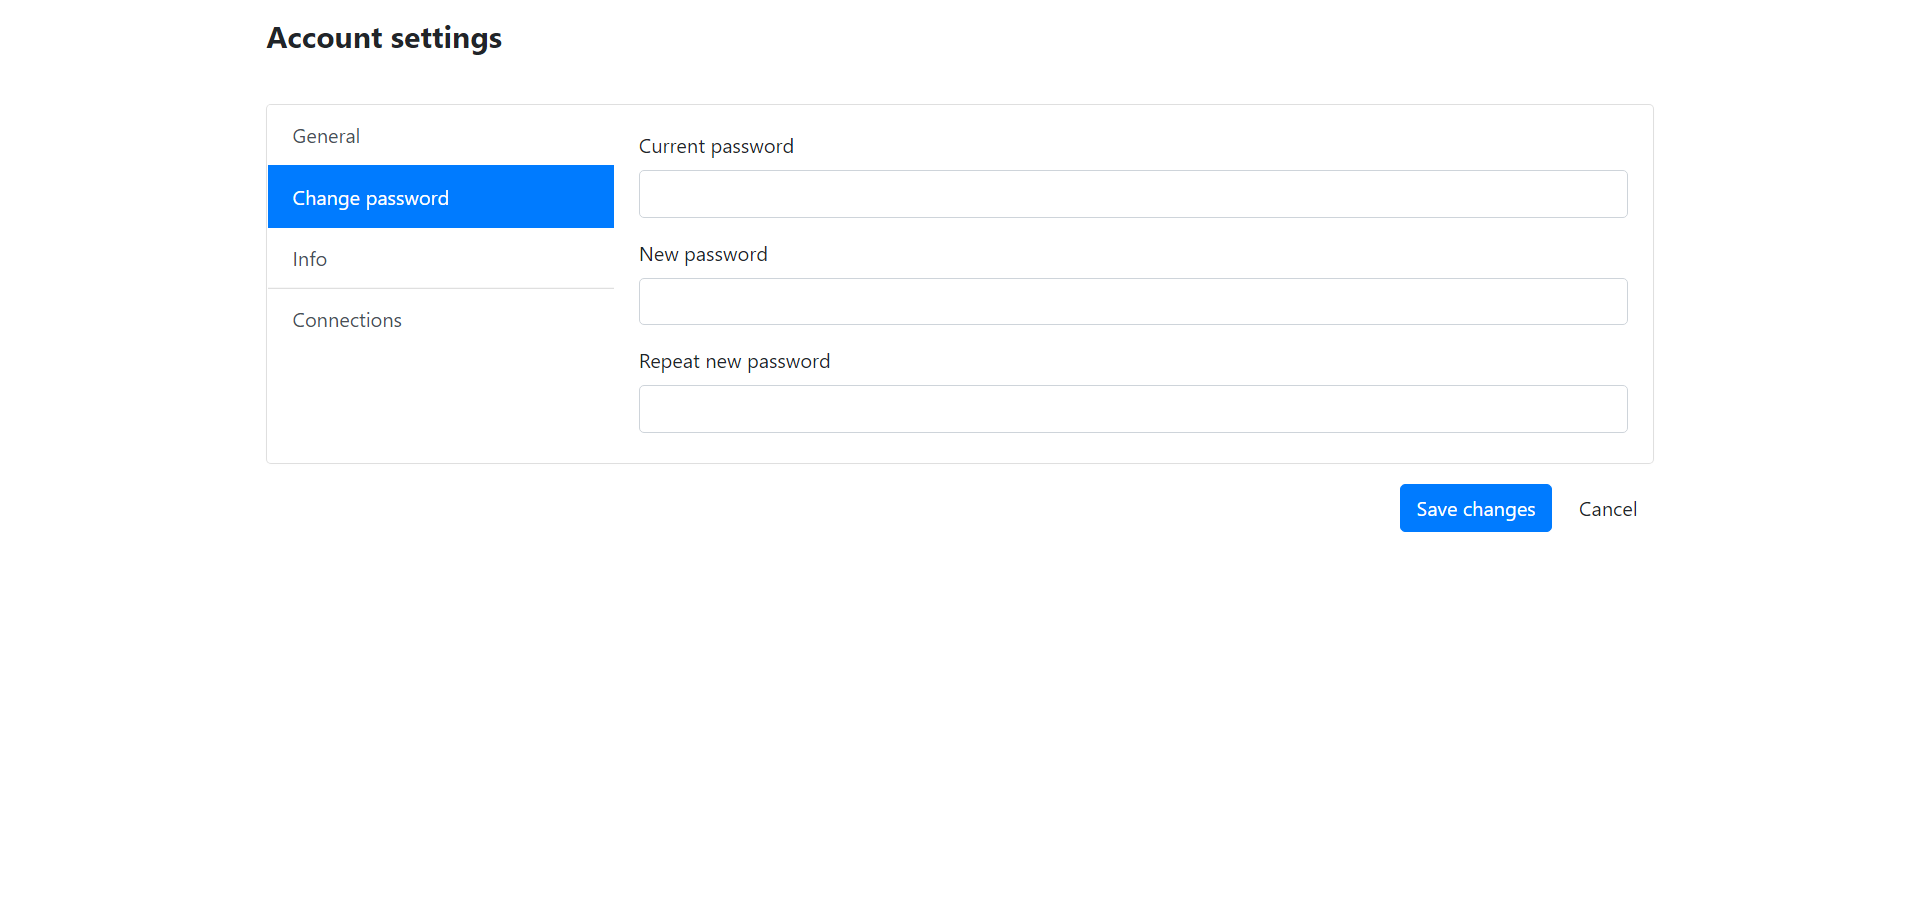 Account settings
General
Change password
Info
Connections
Current password
New password
Repeat new password
Save changes
Cancel